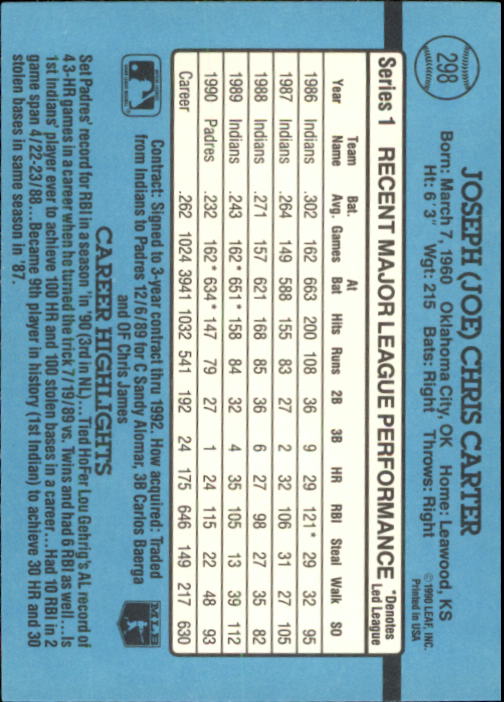 298
JOSEPH (JOE) CHRIS CARTER
Born: March 7, 1960 Oklahoma City, OK Home: Leawood, KS
Ht: 6'3" Wgt: 215 Bats: Right Throws: Right
©1990 LEAF, INC.
Printed in USA
Series 1 RECENT MAJOR LEAGUE PERFORMANCE *Denotes Led League
Year Team Name Bat. Avg. Games At Bat Hits Runs 2B 3B HR RBI Steal Walk SO
1986 Indians .302 162 663 200 108 36 9 29 121* 29 32 95
1987 Indians .264 149 588 155 83 27 2 32 106 31 27 105
1988 Indians .271 157 621 168 85 36 6 27 98 27 35 82
1989 Indians .243 162* 651* 158 84 32 4 35 105 13 39 112
1990 Padres .232 162* 634* 147 79 27 1 24 115 22 48 93
Career .262 1024 3941 1032 541 192 24 175 646 149 217 630
Contract: Signed to 3-year contract thru 1992. How acquired: Traded
from Indians to Padres 12/6/89 for C Sandy Alomar, 3B Carlos Baerga
and OF Chris James
MLB
CAREER HIGHLIGHTS
Set Padres' record for RBI in a season in '90 (3rd in NL)... Tied HoFer Lou Gehrig's AL record of
4 3-HR games in a career when he turned the trick 7/19/89 vs. Twins and had 6 RBI as well... Is
1st Indians' player ever to achieve 100 HR and 100 stolen bases in a career... Had 10 RBI in 2
game span 4/22-23/88... Became 9th player in history (1st Indian) to achieve 30 HR and 30
stolen bases in same season in '87.